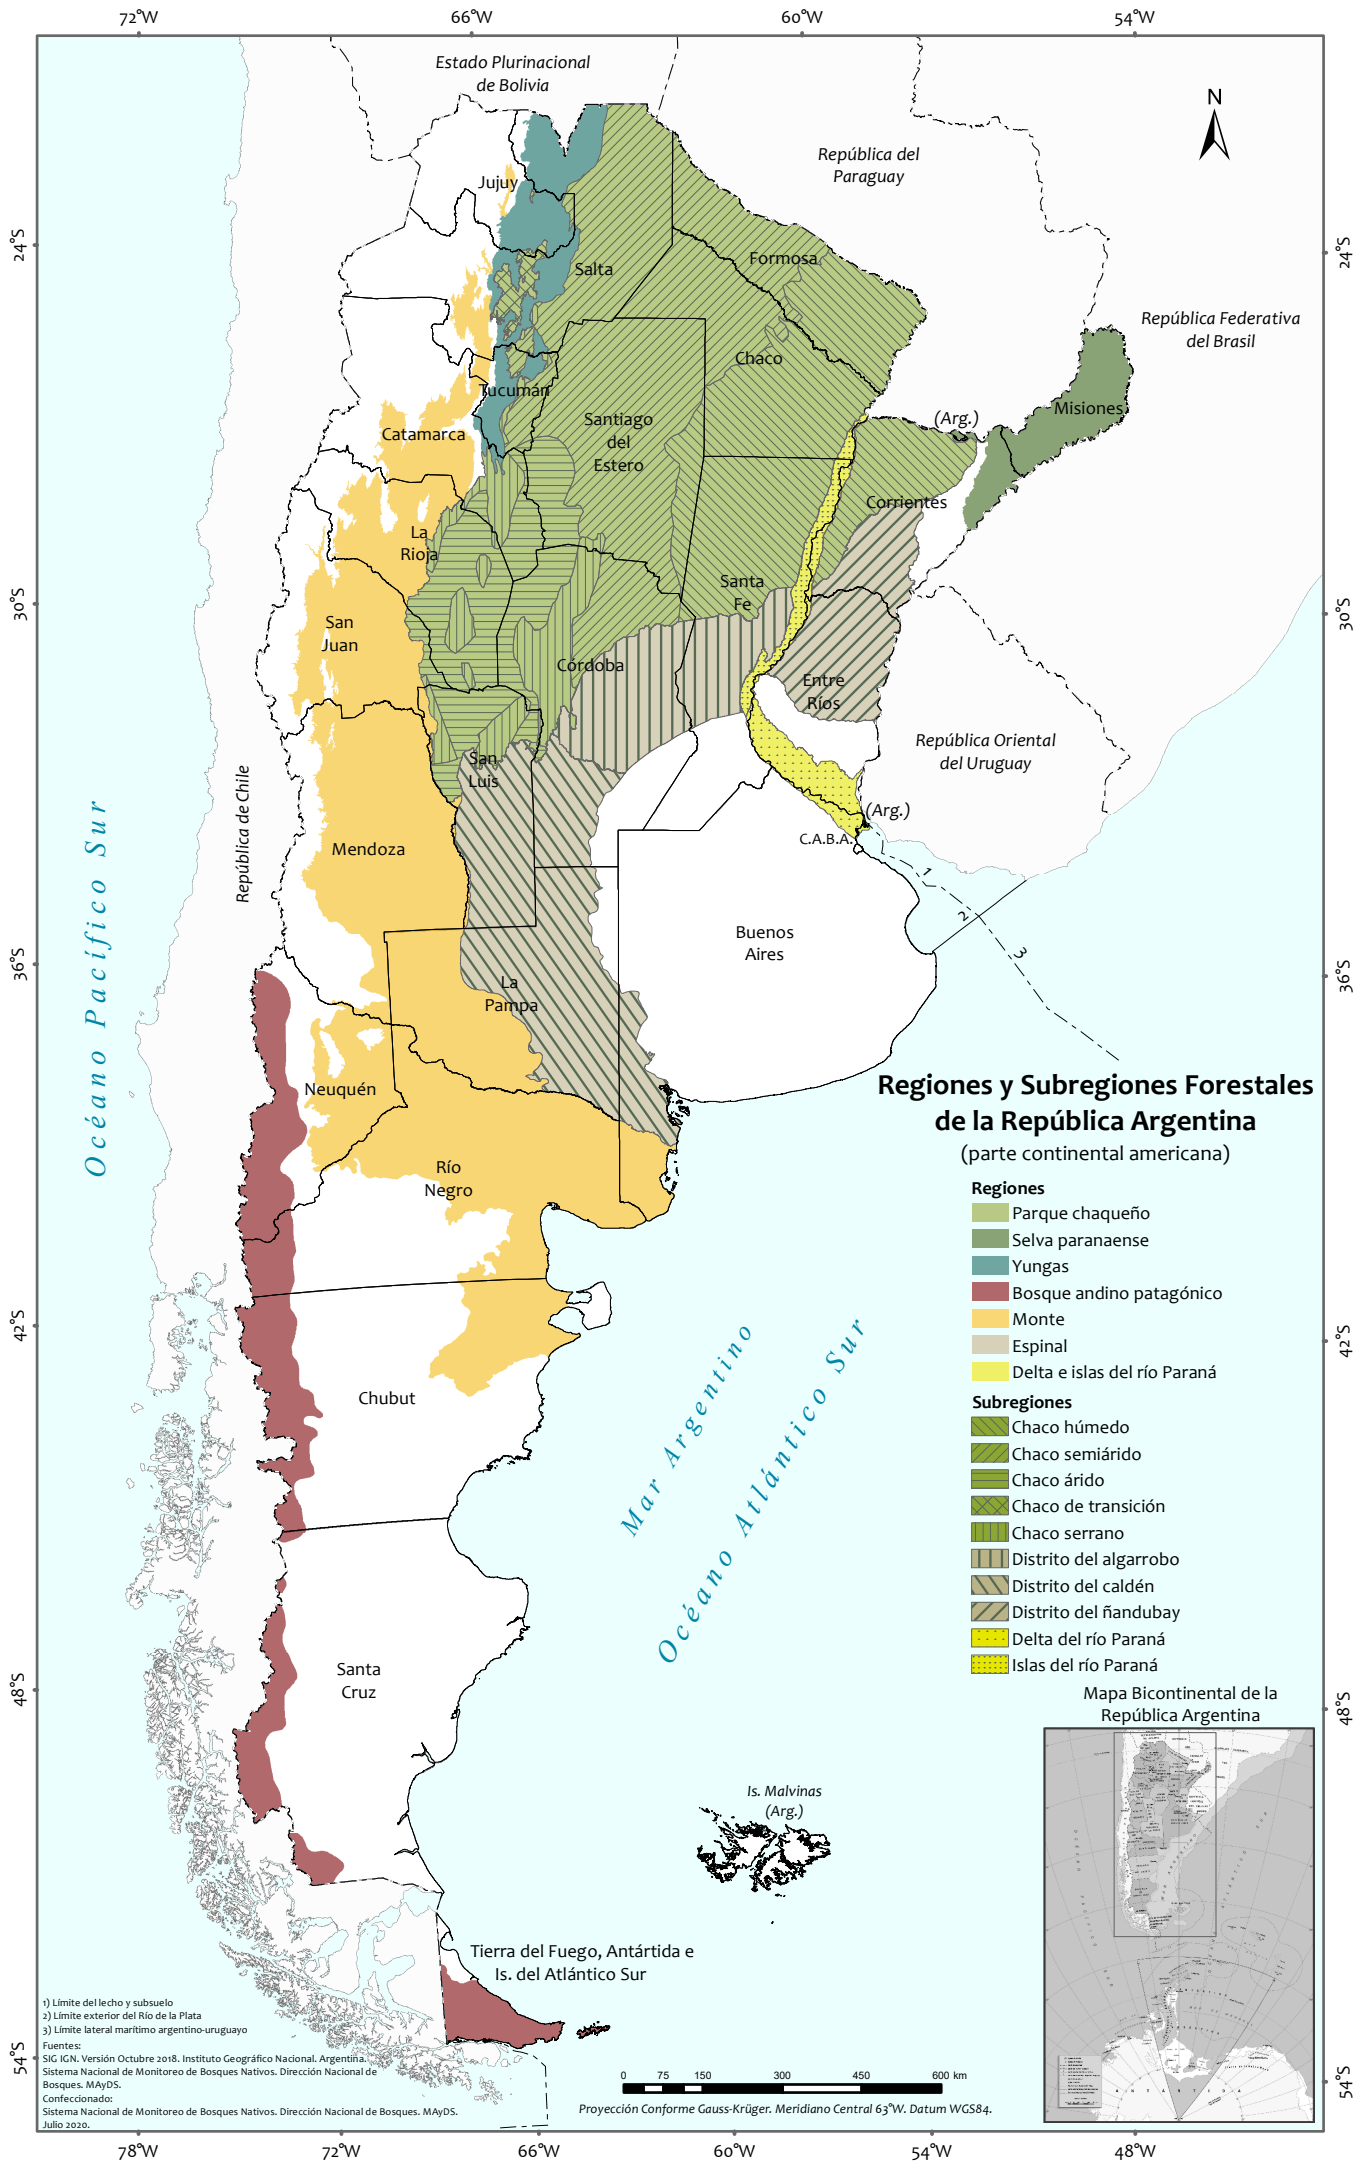 72°W
66°W
60°W
54°W
Estado Plurinacional
de Bolivia
N
República del
Paraguay
Jujuy
24°S
24°S
Formosa
Salta
República Federativa
del Brasil
Chaco
Tucumán
Misiones
(Arg.)
Santiago
del
Estero
Catamarca
Corrientes
La
Rioja
Santa
Fe
30°S
30°S
San
Juan
Córdoba
Entre
Ríos
República Oriental
del Uruguay
San
Luis
República de Chile
Océano Pacífico Sur
(Arg.)
C.A.B.A.
Mendoza
1
2
3
Buenos
Aires
36°S
36°S
La
Pampa
Neuquén
Río
Negro
Regiones y Subregiones Forestales
de la República Argentina
(parte continental americana)
Regiones
Parque chaqueño
Selva paranaense
Yungas
Bosque andino patagónico
Monte
Espinal
Delta e islas del río Paraná
Subregiones
Chaco húmedo
Chaco semiárido
Chaco árido
Chaco de transición
Chaco serrano
Distrito del algarrobo
Distrito del caldén
Distrito del ñandubay
Delta del río Paraná
Islas del río Paraná
42°S
42°S
Chubut
Mar Argentino
Océano Atlántico Sur
Santa
Cruz
48°S
48°S
Mapa Bicontinental de la
República Argentina
Is. Malvinas
(Arg.)
Tierra del Fuego, Antártida e
Is. del Atlántico Sur
1) Límite del lecho y subsuelo
2) Límite exterior del Río de la Plata
3) Límite lateral marítimo argentino-uruguayo
Fuentes:
SIG IGN. Versión Octubre 2018. Instituto Geográfico Nacional. Argentina.
Sistema Nacional de Monitoreo de Bosques Nativos. Dirección Nacional de
Bosques. MAyDS.
Confeccionado:
Sistema Nacional de Monitoreo de Bosques Nativos. Dirección Nacional de Bosques. MAyDS.
Julio 2020.
54°S
54°S
0 75 150 300 450 600 km
Proyección Conforme Gauss-Krüger. Meridiano Central 63°W. Datum WGS84.
ANTÁRTIDA
78°W
72°W
66°W
60°W
54°W
48°W